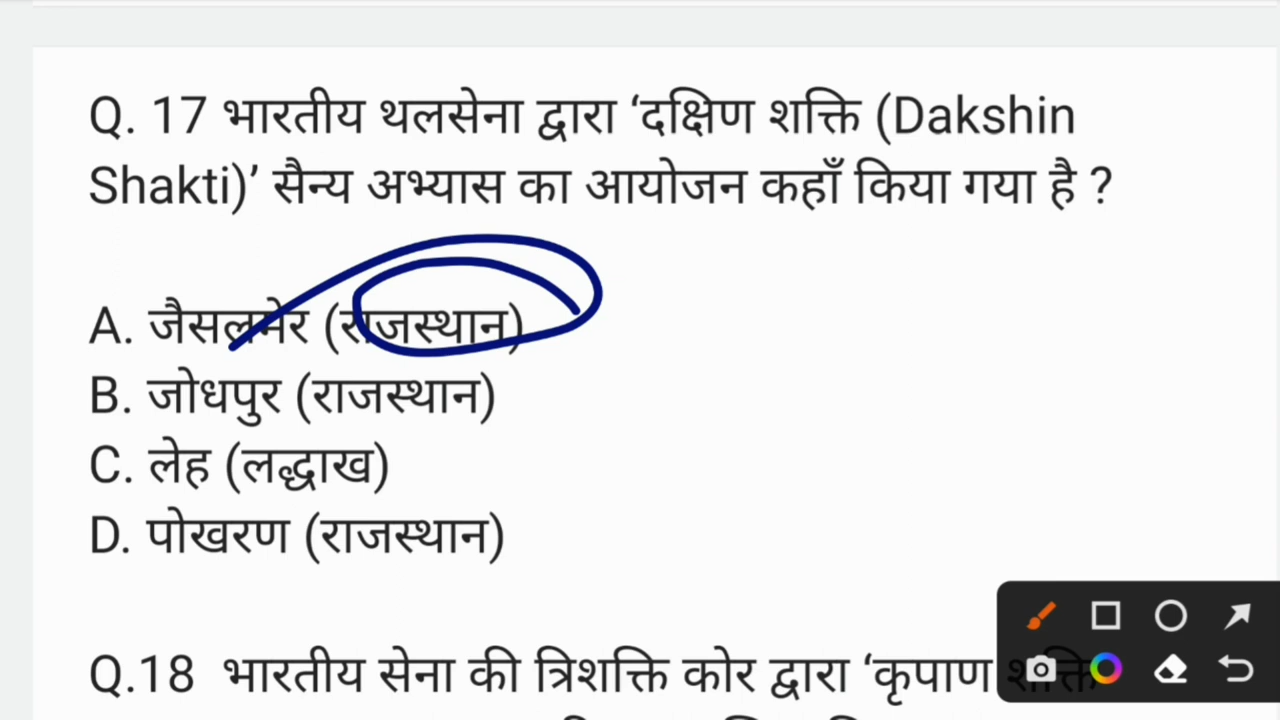 Q. 17 भारतीय थलसेना द्वारा ‘दक्षिण शक्ति (Dakshin
Shakti)’ सैन्य अभ्यास का आयोजन कहाँ किया गया है ?
A. जैसलमेर (राजस्थान)
B. जोधपुर (राजस्थान)
C. लेह (लद्धाख)
D. पोखरण (राजस्थान)
Q.18 भारतीय सेना की त्रिशक्ति कोर द्वारा ‘कृपाण शक्ति